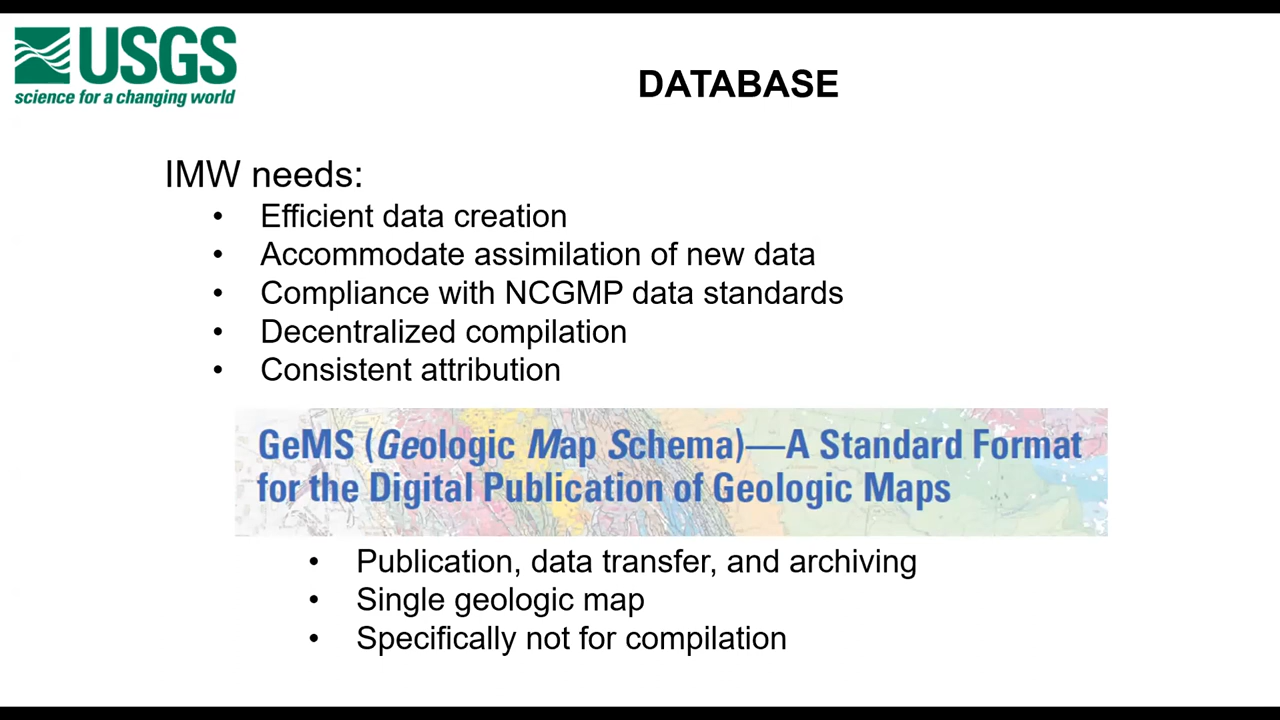 USGS
science for a changing world
DATABASE
IMW needs:
• Efficient data creation
• Accommodate assimilation of new data
• Compliance with NCGMP data standards
• Decentralized compilation
• Consistent attribution
GeMS (Geologic Map Schema)—A Standard Format
for the Digital Publication of Geologic Maps
• Publication, data transfer, and archiving
• Single geologic map
• Specifically not for compilation